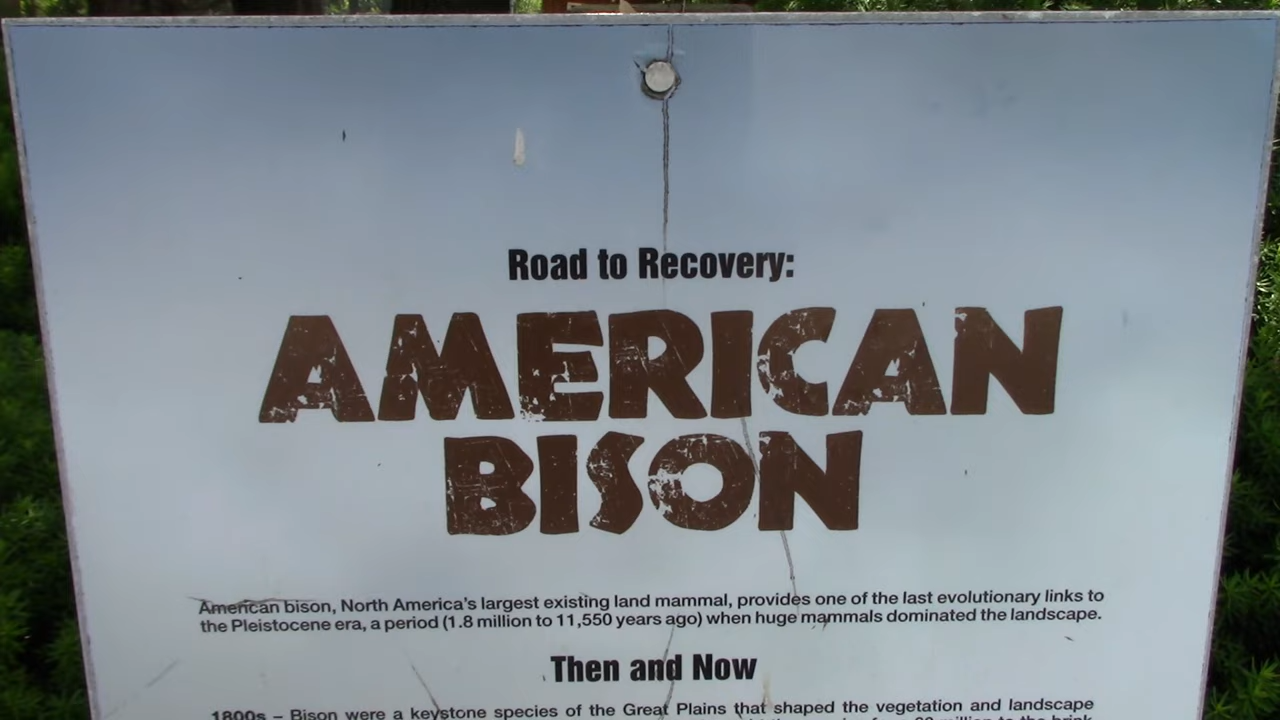 Road to Recovery:
AMERICAN
BISON
American bison, North America's largest existing land mammal, provides one of the last evolutionary links to
the Pleistocene era, a period (1.8 million to 11,550 years ago) when huge mammals dominated the landscape.
Then and Now
1800s – Bison were a keystone species of the Great Plains that shaped the vegetation and landscape